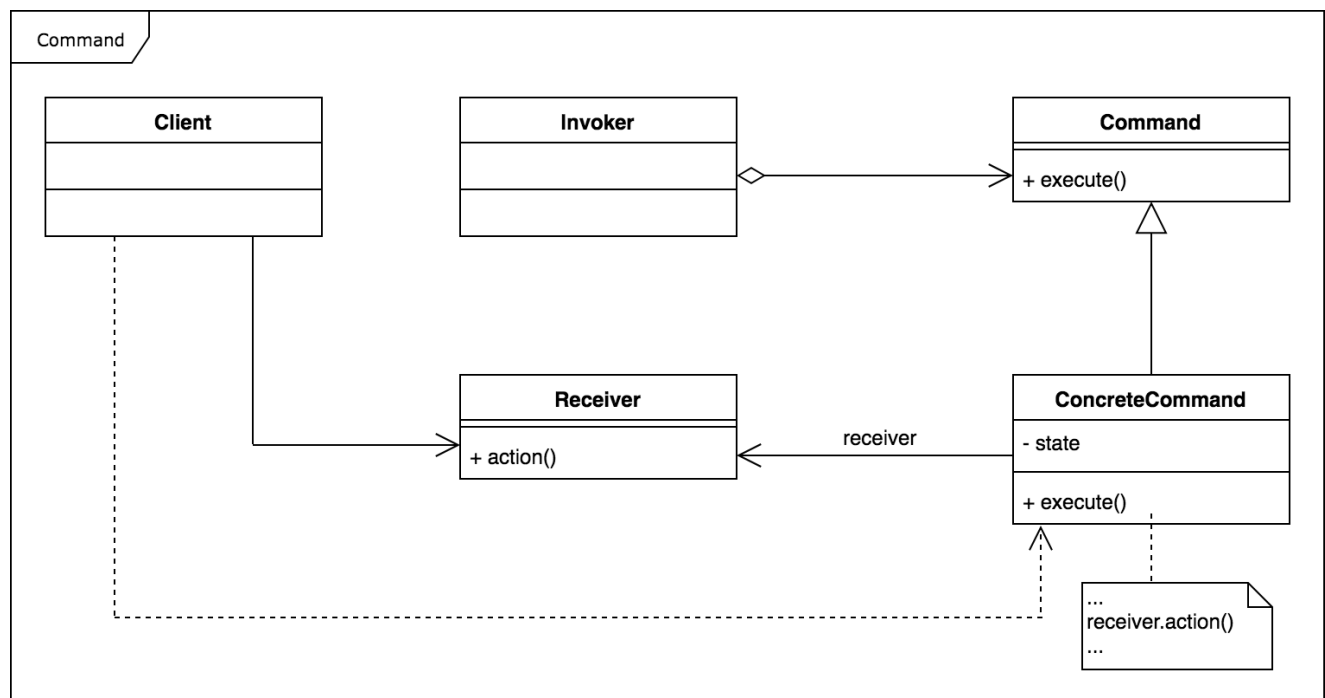 Command
Client
Invoker
Command
+ execute()
Receiver
+ action()
receiver
ConcreteCommand
- state
+ execute()
...
receiver.action()
...